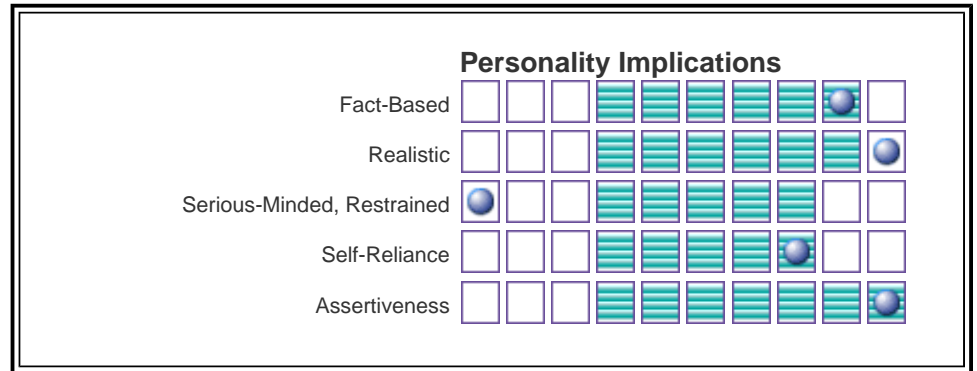 Personality Implications
Fact-Based
Realistic
Serious-Minded, Restrained
Self-Reliance
Assertiveness